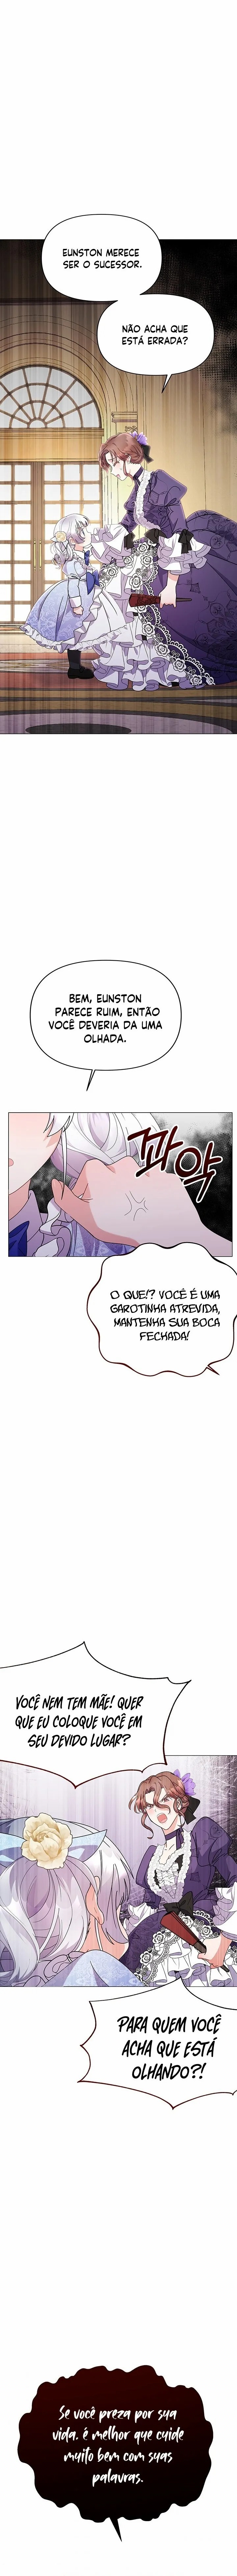 EUNSTON MERECE
SER O SUCESSOR.
NÃO ACHA QUE
ESTÁ ERRADA?
BEM, EUNSTON
PARECE RUIM, ENTÃO
VOCÊ DEVERIA DA UMA
OLHADA.
콰악
O QUE!? VOCÊ É UMA
GAROTINHA ATREVIDA,
MANTENHA SUA BOCA
FECHADA!
VOCÊ NEM TEM MÃE! QUER
QUE EU COLOQUE VOCÊ EM
SEU DEVIDO LUGAR?
PARA QUEM VOCÊ
ACHA QUE ESTÁ
OLHANDO?!
Se você preza por sua
vida, é melhor que cuide
muito bem com suas
palavras.